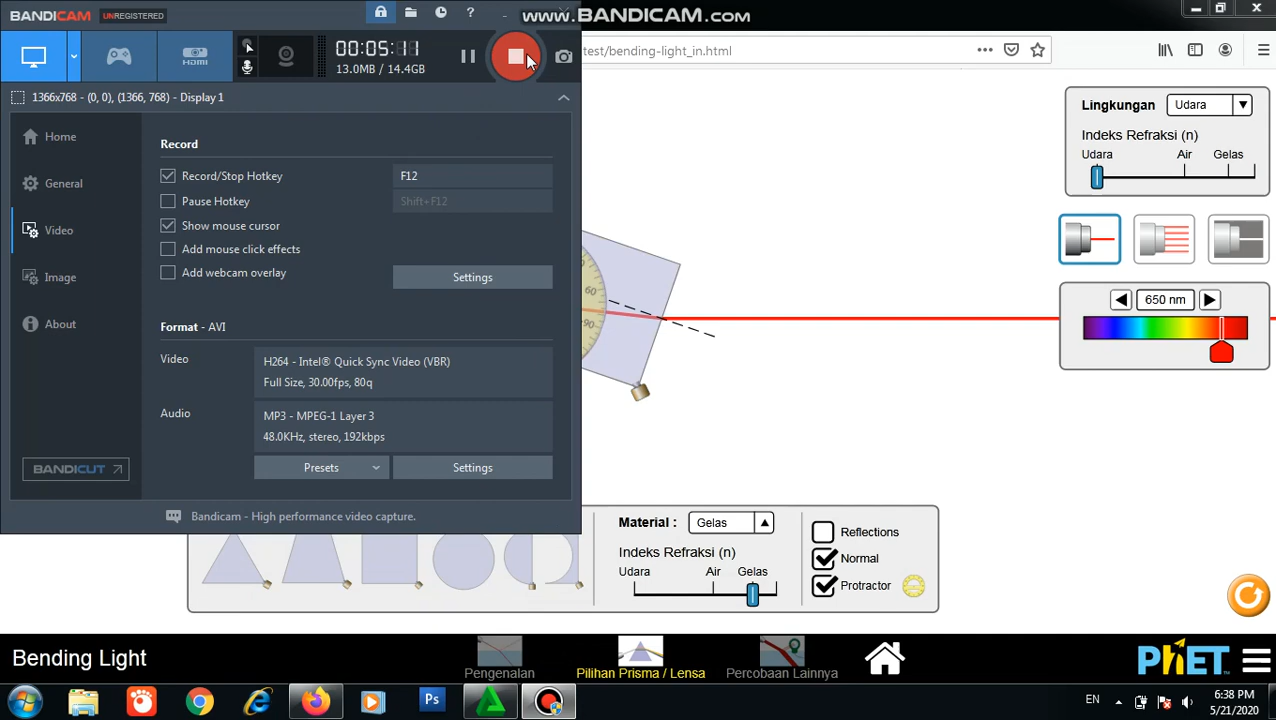 BANDICAM UNREGISTERED
www.BANDICAM.com
00:05:11
13.0MB / 14.4GB
HDMI
test/bending-light_in.html
1366x768 - (0, 0), (1366, 768) - Display 1
Home
General
Video
Image
About
BANDICUT
Record
Record/Stop Hotkey
F12
Pause Hotkey
Shift+F12
Show mouse cursor
Add mouse click effects
Add webcam overlay
Settings
Format - AVI
Video
H264 - Intel® Quick Sync Video (VBR)
Full Size, 30.00fps, 80q
Audio
MP3 - MPEG-1 Layer 3
48.0KHz, stereo, 192kbps
Presets
Settings
Bandicam - High performance video capture.
60
90
Lingkungan
Udara
Indeks Refraksi (n)
Udara Air Gelas
650 nm
Material :
Gelas
Indeks Refraksi (n)
Udara Air Gelas
Reflections
Normal
Protractor
Bending Light
Pengenalan
Pilihan Prisma / Lensa
Percobaan Lainnya
PhET
Ps
EN
6:38 PM
5/21/2020